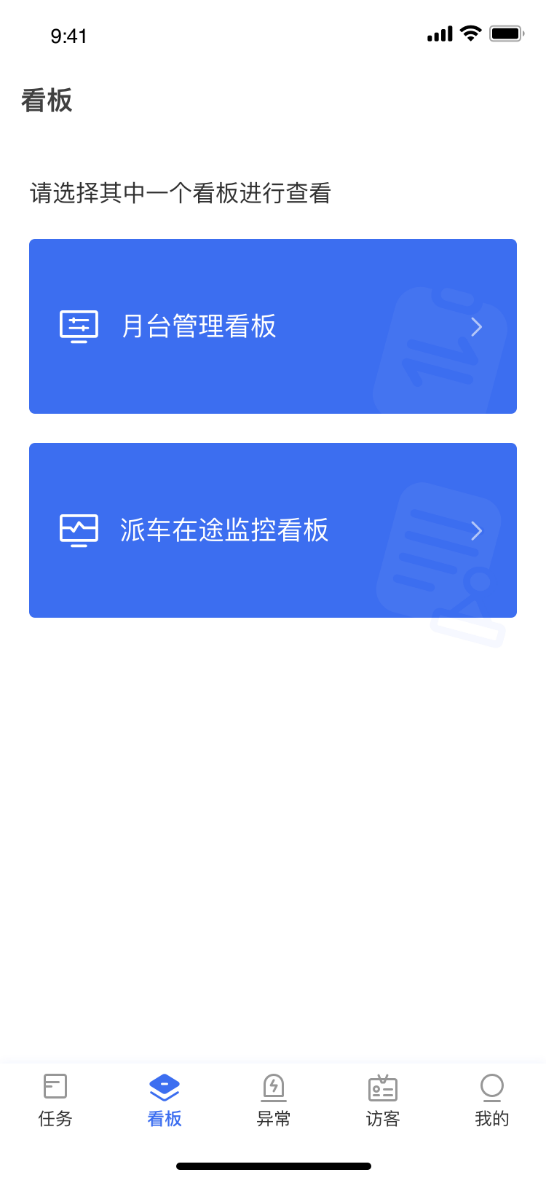 9:41
看板
请选择其中一个看板进行查看
月台管理看板
派车在途监控看板
任务
看板
异常
访客
我的